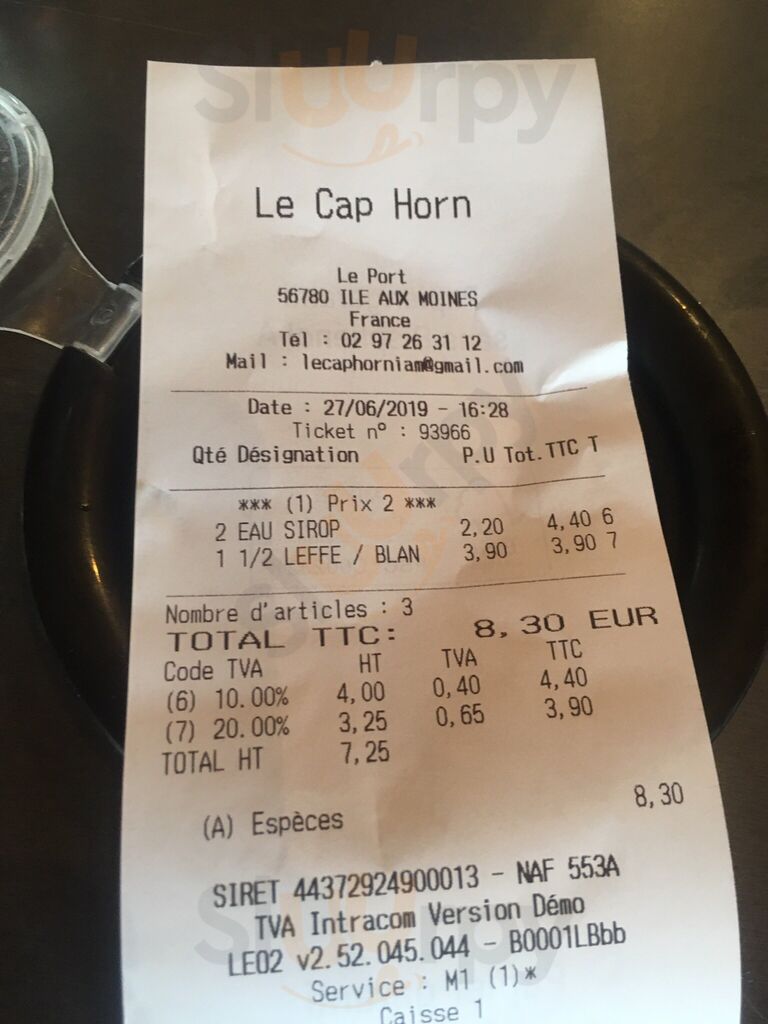 Sluurpy
Le Cap Horn
Le Port
56780 ILE AUX MOINES
France
Tél : 02 97 26 31 12
Mail : lecaphorniam@gmail.com
Date : 27/06/2019 - 16:28
Ticket n° : 93966
Qté Désignation P.U Tot. TTC T
*** (1) Prix 2 ***
2 EAU SIROP 2,20 4,40 6
1 1/2 LEFFE / BLAN 3,90 3,90 7
Nombre d'articles : 3
TOTAL TTC: 8,30 EUR
Code TVA HT TVA TTC
(6) 10.00% 4,00 0,40 4,40
(7) 20.00% 3,25 0,65 3,90
TOTAL HT 7,25
(A) Espèces 8,30
SIRET 44372924900013 - NAF 553A
TVA Intracom Version Démo
LEO2 v2.52.045.044 - B0001LBbb
Service : M1 (1)*
Caisse 1